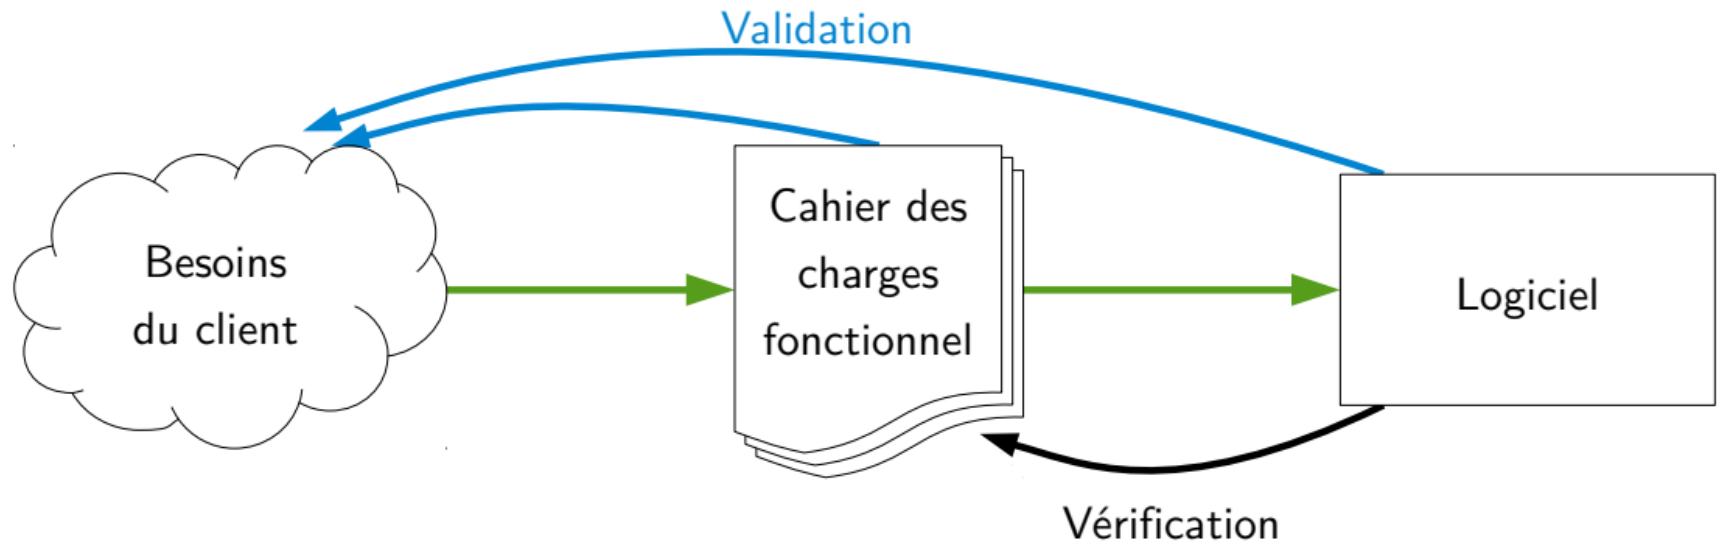 Validation
Besoins
du client
Cahier des
charges
fonctionnel
Logiciel
Vérification